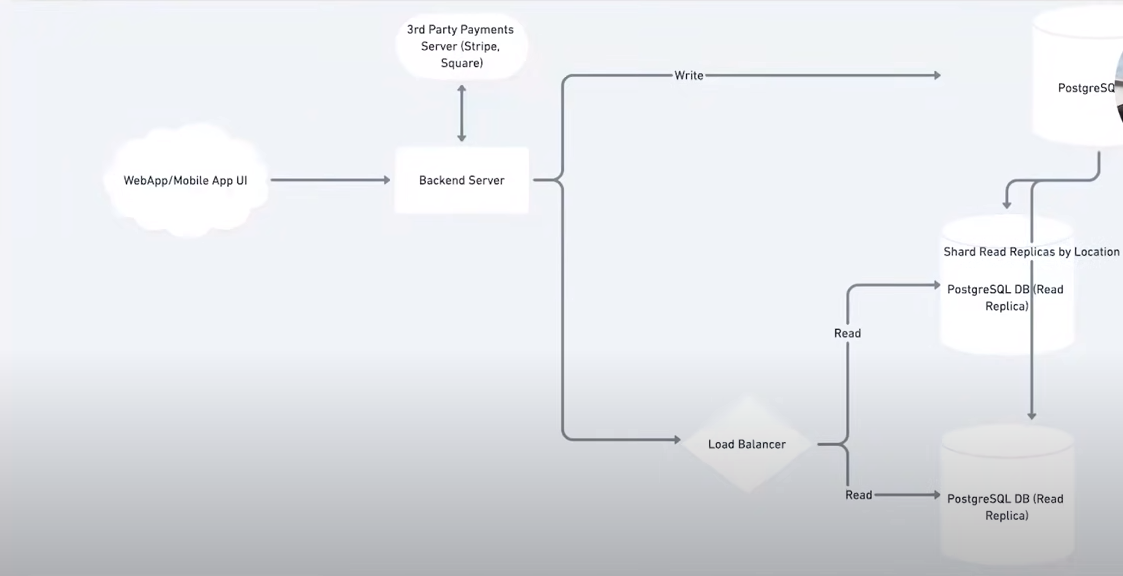 3rd Party Payments
Server (Stripe,
Square)
Write
WebApp/Mobile App UI
Backend Server
Shard Read Replicas by Location
PostgreSQL DB (Read
Replica)
Read
Load Balancer
Read
PostgreSQL DB (Read
Replica)